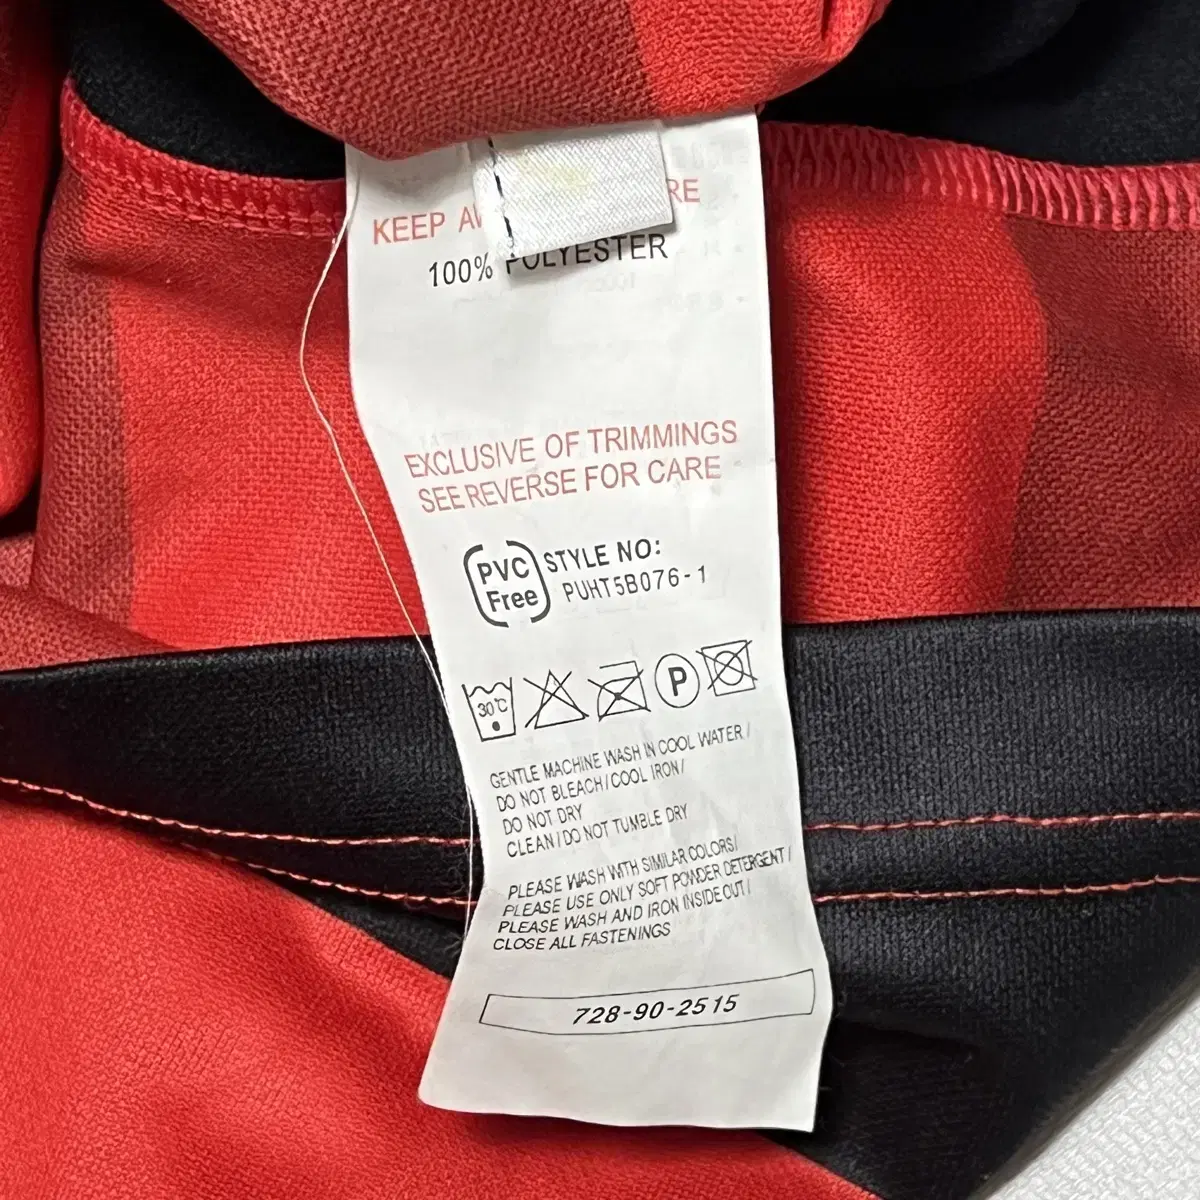 KEEP RE
100% POLYESTER
EXCLUSIVE OF TRIMMINGS
SEE REVERSE FOR CARE
PVC
Free
STYLE NO:
PUHT5B076-1
30°C
P
GENTLE MACHINE WASH IN COOL WATER /
DO NOT BLEACH / COOL IRON /
DO NOT DRY
CLEAN / DO NOT TUMBLE DRY
PLEASE WASH WITH SIMILAR COLORS/
PLEASE USE ONLY SOFT POWDER DETERGENT /
PLEASE WASH AND IRON INSIDE OUT /
CLOSE ALL FASTENINGS
728-90-2515